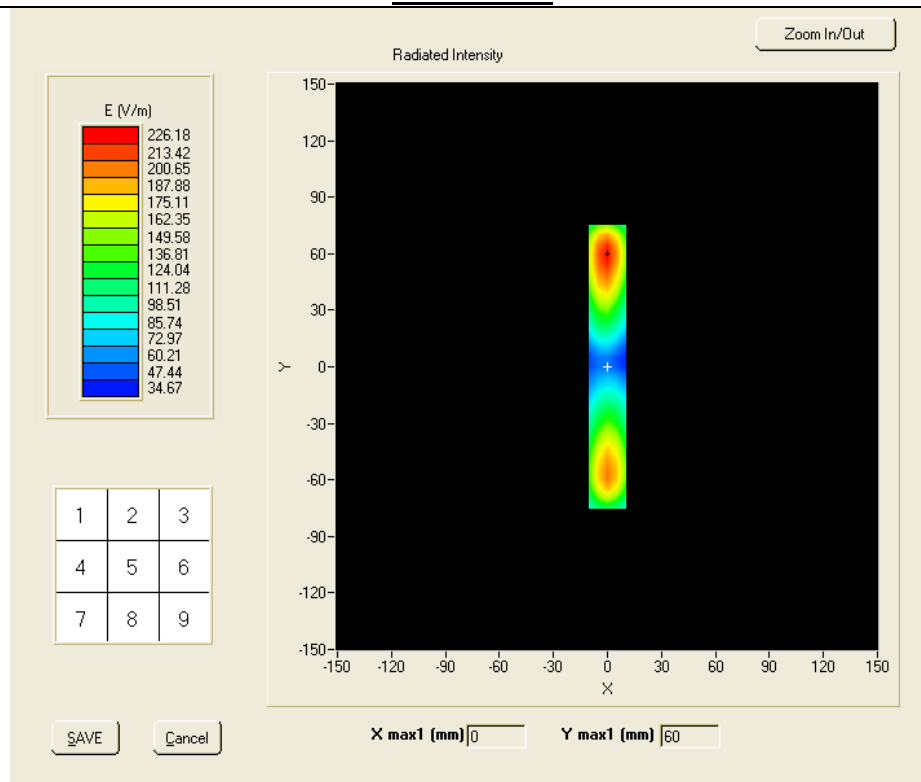 Zoom In/Out
Radiated Intensity
E (V/m)
226.18
213.42
200.65
187.88
175.11
162.35
149.58
136.81
124.04
111.28
98.51
85.74
72.97
60.21
47.44
34.67
150
120
90
60
30
0
-30
-60
-90
-120
-150
Y
-150 -120 -90 -60 -30 0 30 60 90 120 150
X
1 2 3
4 5 6
7 8 9
SAVE Cancel
X max1 (mm) 0 Y max1 (mm) 60